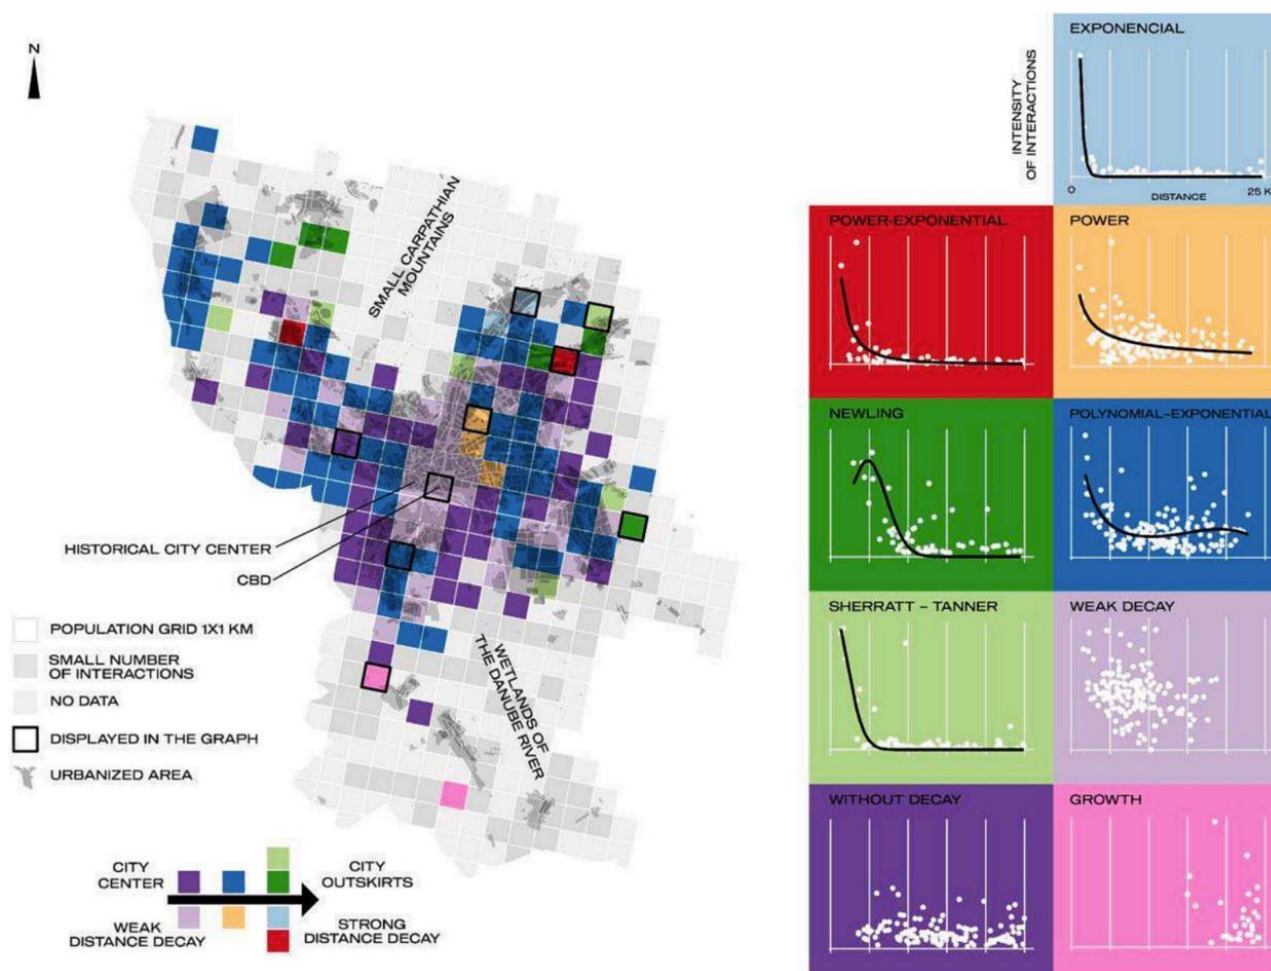 N
SMALL CARPATHIAN
MOUNTAINS
HISTORICAL CITY CENTER
CBD
POPULATION GRID 1X1 KM
SMALL NUMBER
OF INTERACTIONS
NO DATA
DISPLAYED IN THE GRAPH
URBANIZED AREA
WETLANDS OF
THE DANUBE RIVER
CITY
CENTER
CITY
OUTSKIRTS
WEAK
DISTANCE DECAY
STRONG
DISTANCE DECAY
EXPONENCIAL
INTENSITY
OF INTERACTIONS
0
DISTANCE
25 K
POWER-EXPONENTIAL
POWER
NEWLING
POLYNOMIAL-EXPONENTIAL
SHERRATT - TANNER
WEAK DECAY
WITHOUT DECAY
GROWTH